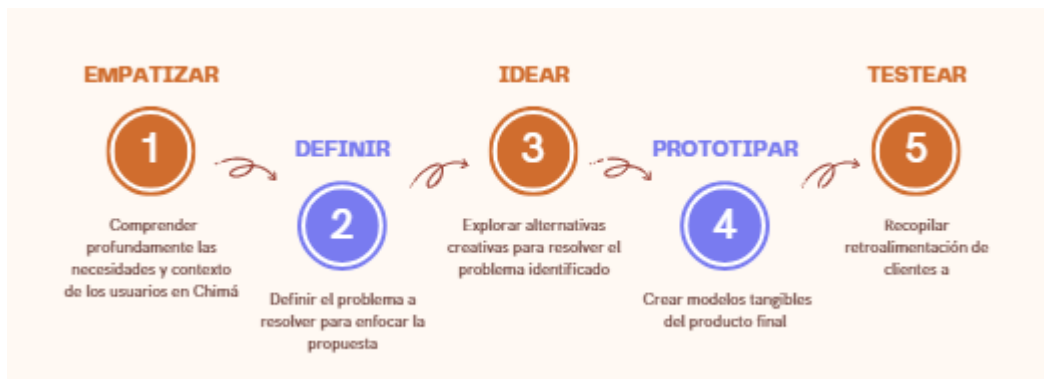 EMPATIZAR
1
Comprender
profundamente las
necesidades y contexto
de los usuarios en Chimá
DEFINIR
2
Definir el problema a
resolver para enfocar la
propuesta
IDEAR
3
Explorar alternativas
creativas para resolver el
problema identificado
PROTOTIPAR
4
Crear modelos tangibles
del producto final
TESTEAR
5
Recopilar
retroalimentación de
clientes a